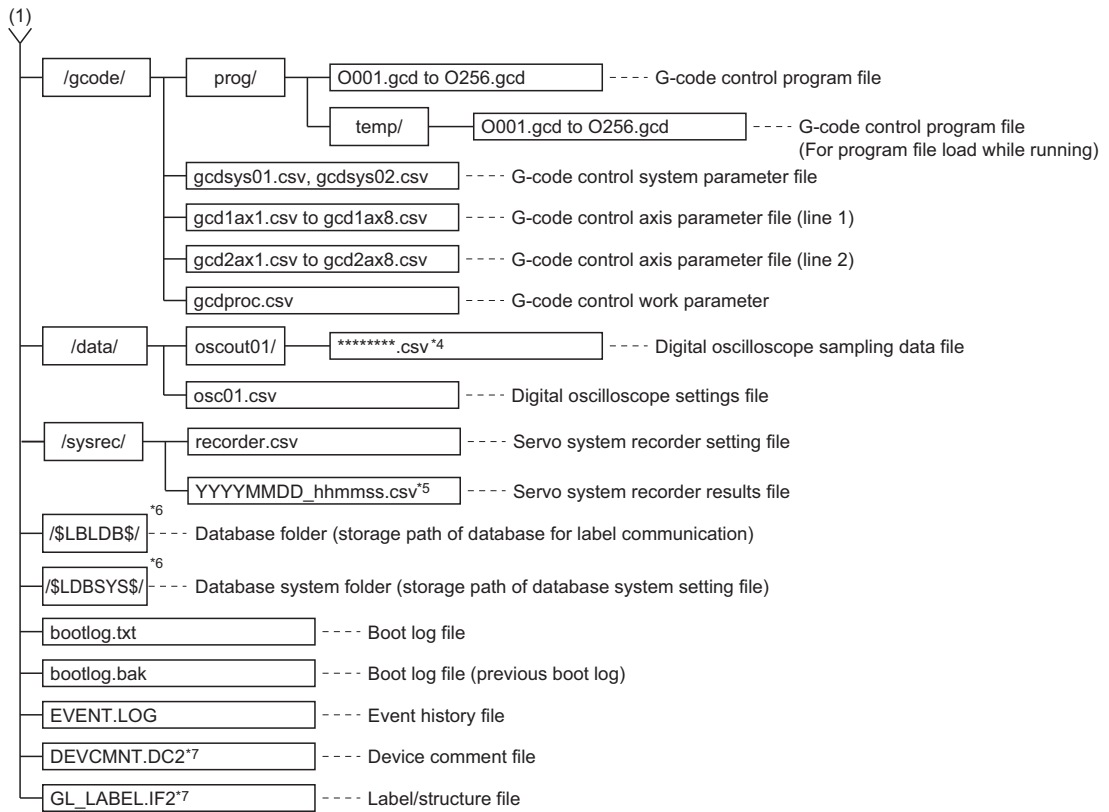 (1)
/gcode/ prog/ O001.gcd to O256.gcd G-code control program file
temp/ O001.gcd to O256.gcd G-code control program file
(For program file load while running)
gcdsys01.csv, gcdsys02.csv G-code control system parameter file
gcd1ax1.csv to gcd1ax8.csv G-code control axis parameter file (line 1)
gcd2ax1.csv to gcd2ax8.csv G-code control axis parameter file (line 2)
gcdproc.csv G-code control work parameter
/data/ oscout01/ ********.csv*4 Digital oscilloscope sampling data file
osc01.csv Digital oscilloscope settings file
/sysrec/ recorder.csv Servo system recorder setting file
YYYYMMDD_hhmmss.csv*5 Servo system recorder results file
/$LBLDB$/ *6 Database folder (storage path of database for label communication)
/$LDBSYS$/ *6 Database system folder (storage path of database system setting file)
bootlog.txt Boot log file
bootlog.bak Boot log file (previous boot log)
EVENT.LOG Event history file
DEVCMNT.DC2*7 Device comment file
GL_LABEL.IF2*7 Label/structure file